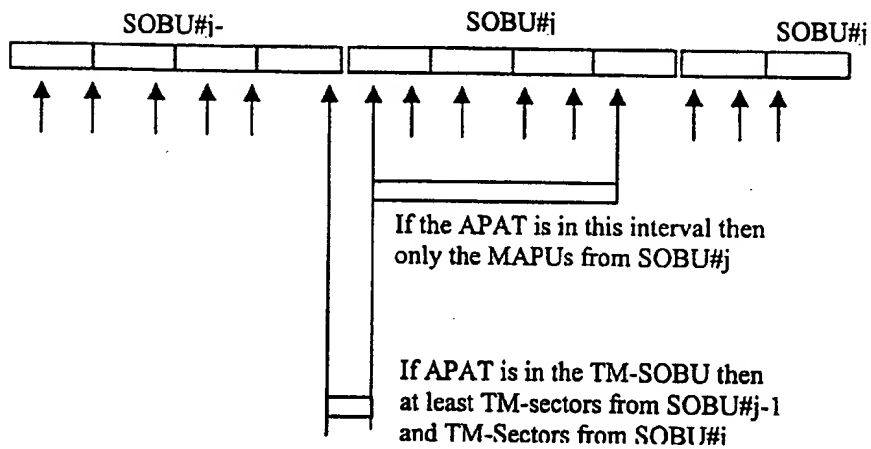 SOBU#j-
SOBU#j
SOBU#j
If the APAT is in this interval then
only the MAPUs from SOBU#j
If APAT is in the TM-SOBU then
at least TM-sectors from SOBU#j-1
and TM-Sectors from SOBU#j